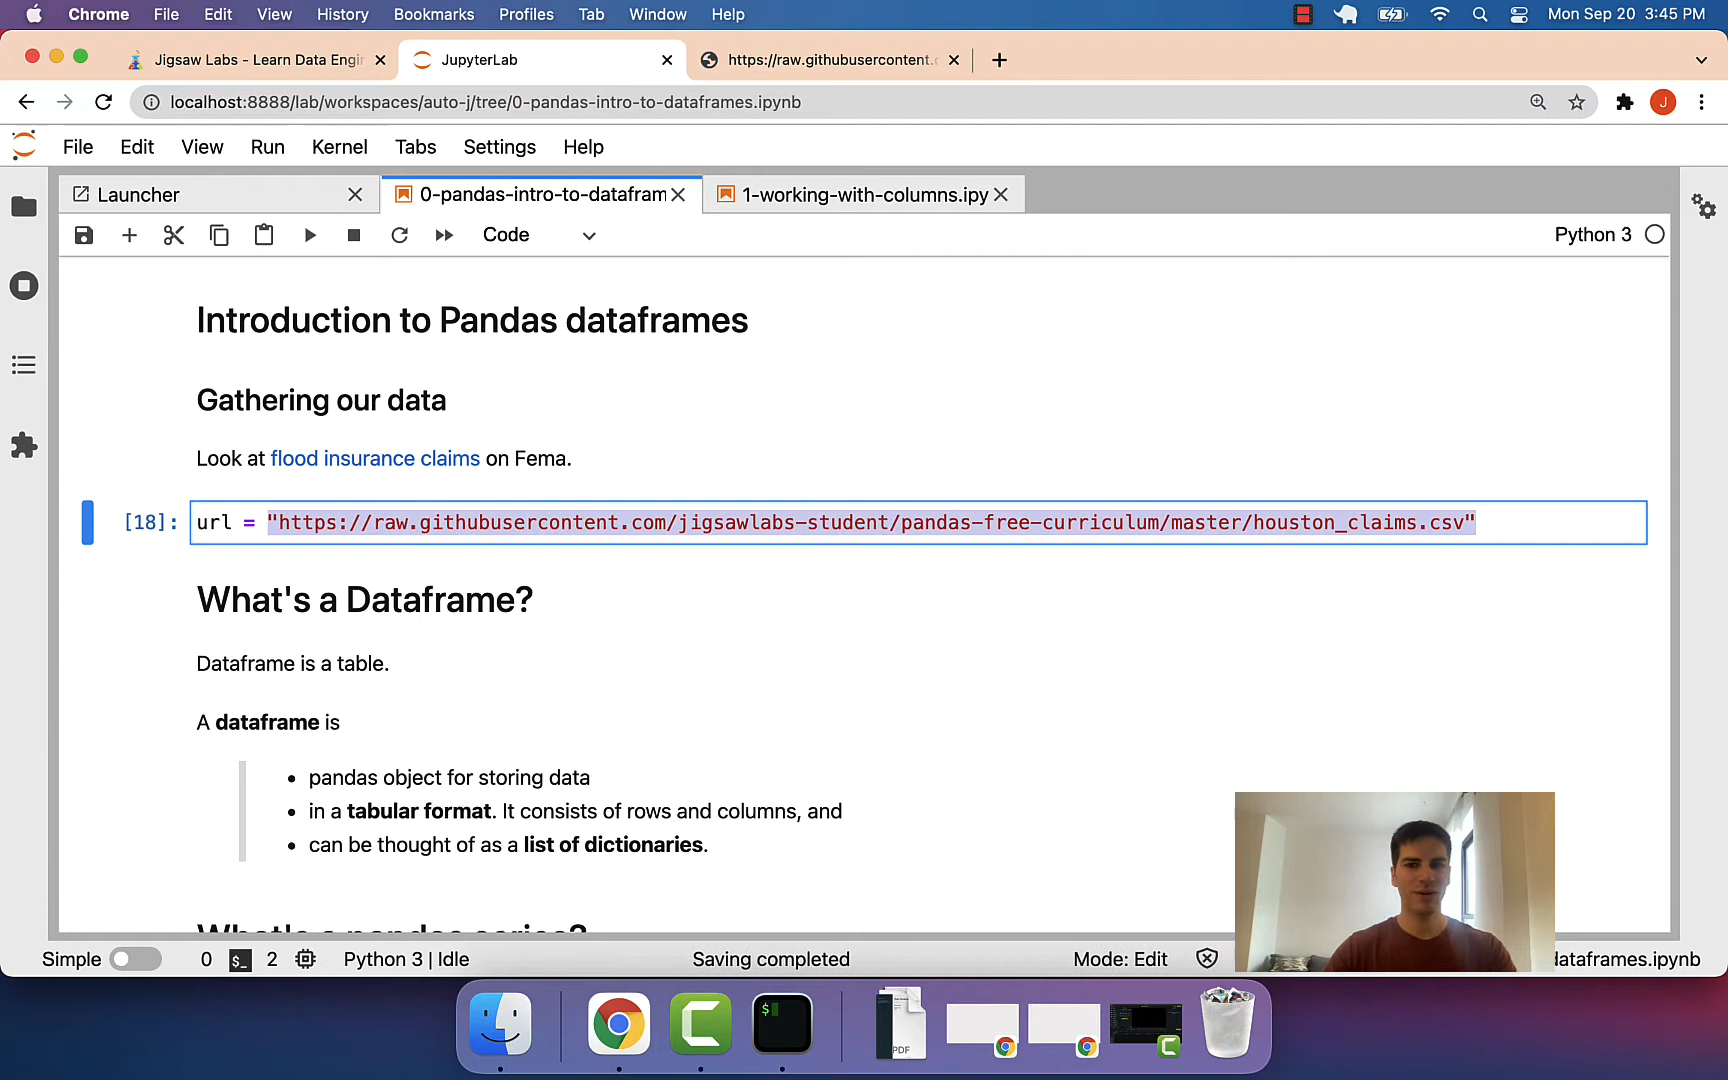 Chrome File Edit View History Bookmarks Profiles Tab Window Help Mon Sep 20 3:45 PM
Jigsaw Labs - Learn Data Engin JupyterLab https://raw.githubusercontent.c
localhost:8888/lab/workspaces/auto-j/tree/0-pandas-intro-to-dataframes.ipynb J
File Edit View Run Kernel Tabs Settings Help
Launcher 0-pandas-intro-to-datafram 1-working-with-columns.ipy
Code Python 3
Introduction to Pandas dataframes
Gathering our data
Look at flood insurance claims on Fema.
[18]: url = "https://raw.githubusercontent.com/jigsawlabs-student/pandas-free-curriculum/master/houston_claims.csv"
What's a Dataframe?
Dataframe is a table.
A dataframe is
• pandas object for storing data
• in a tabular format. It consists of rows and columns, and
• can be thought of as a list of dictionaries.
What's a pandas series?
Simple 0 $_ 2 Python 3 | Idle Saving completed Mode: Edit dataframes.ipynb
$
PDF